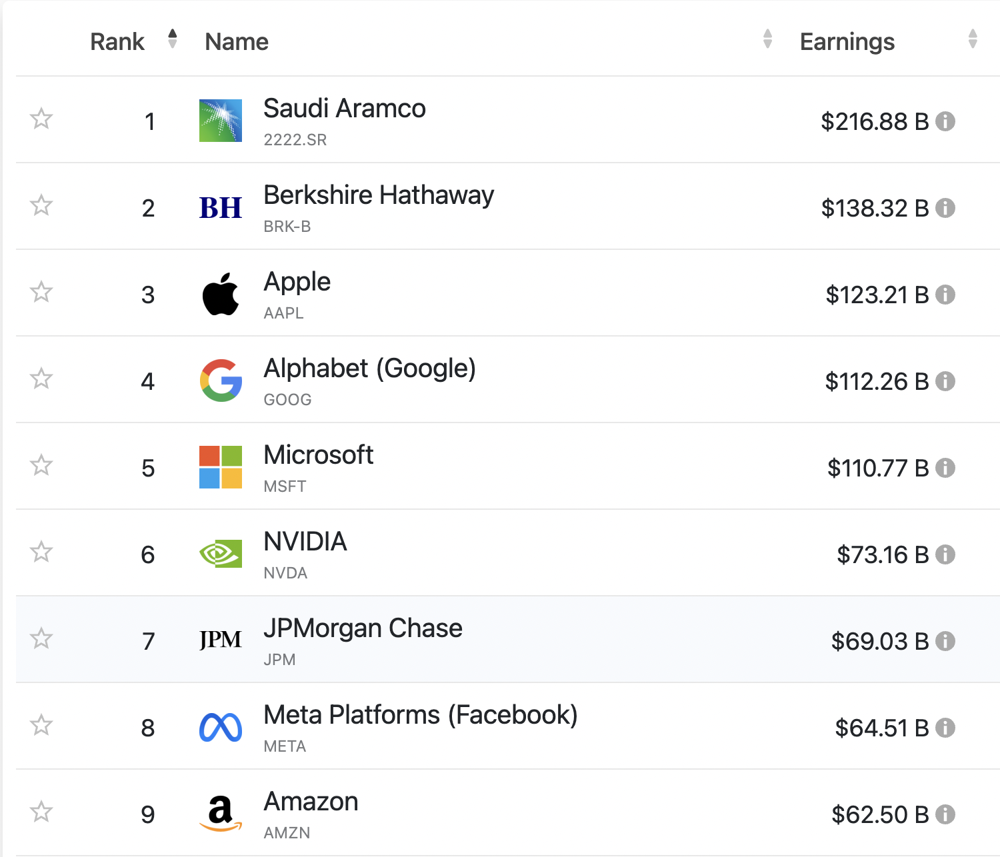 Rank Name Earnings
1 Saudi Aramco $216.88 B
2222.SR
2 BH Berkshire Hathaway $138.32 B
BRK-B
3 Apple $123.21 B
AAPL
4 Alphabet (Google) $112.26 B
GOOG
5 Microsoft $110.77 B
MSFT
6 NVIDIA $73.16 B
NVDA
7 JPM JPMorgan Chase $69.03 B
JPM
8 Meta Platforms (Facebook) $64.51 B
META
9 a Amazon $62.50 B
AMZN